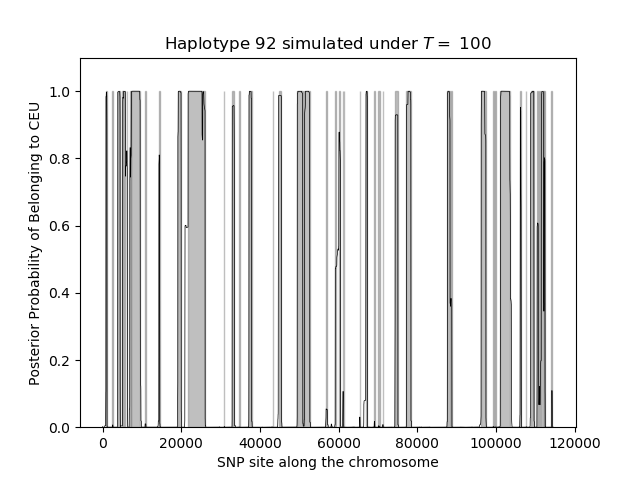 Haplotype 92 simulated under T = 100
Posterior Probability of Belonging to CEU
1.0
0.8
0.6
0.4
0.2
0.0
0 20000 40000 60000 80000 100000 120000
SNP site along the chromosome